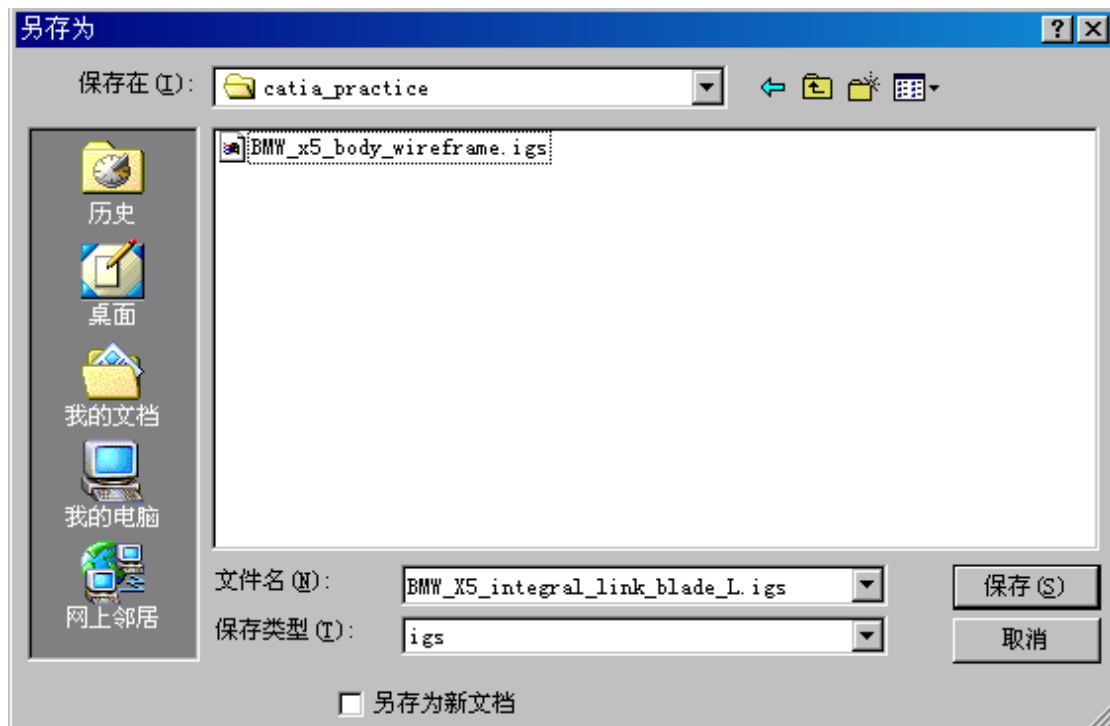 另存为
保存在(I):
catia_practice
BMW_x5_body_wireframe.igs
历史
桌面
我的文档
我的电脑
网上邻居
文件名(N):
BMW_X5_integral_link_blade_L.igs
保存(S)
保存类型(T):
igs
取消
另存为新文档